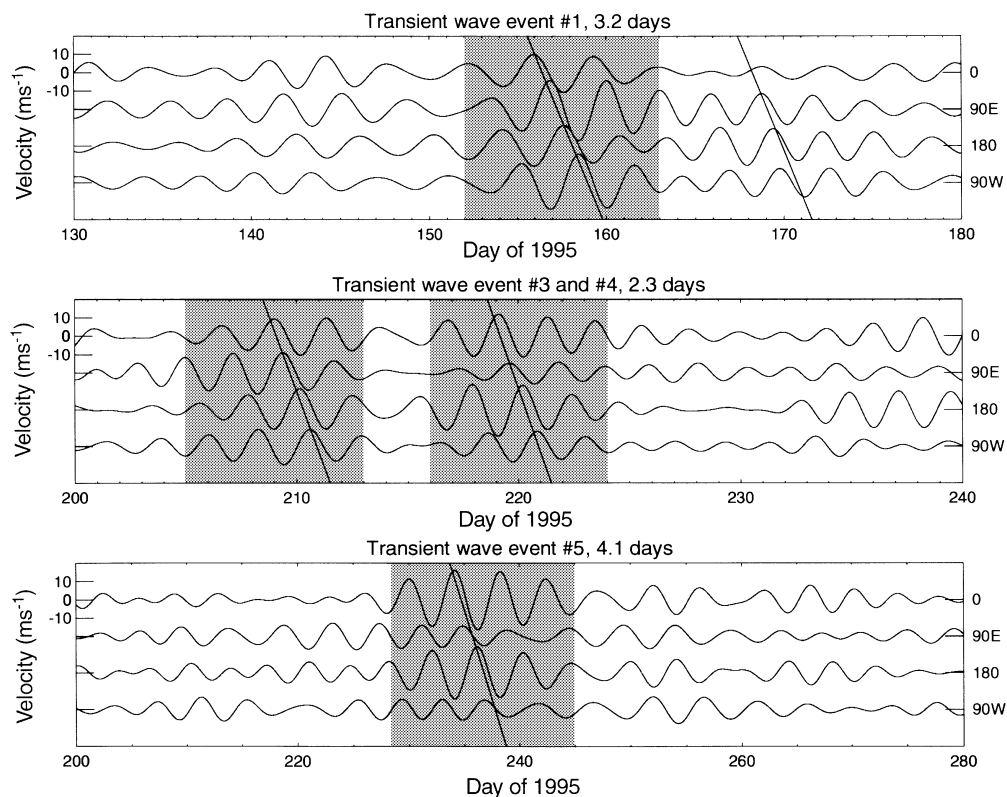 Transient wave event #1, 3.2 days
Velocity (ms⁻¹)
10
0
-10
0
90E
180
90W
130 140 150 160 170 180
Day of 1995
Transient wave event #3 and #4, 2.3 days
Velocity (ms⁻¹)
10
0
-10
0
90E
180
90W
200 210 220 230 240
Day of 1995
Transient wave event #5, 4.1 days
Velocity (ms⁻¹)
10
0
-10
0
90E
180
90W
200 220 240 260 280
Day of 1995